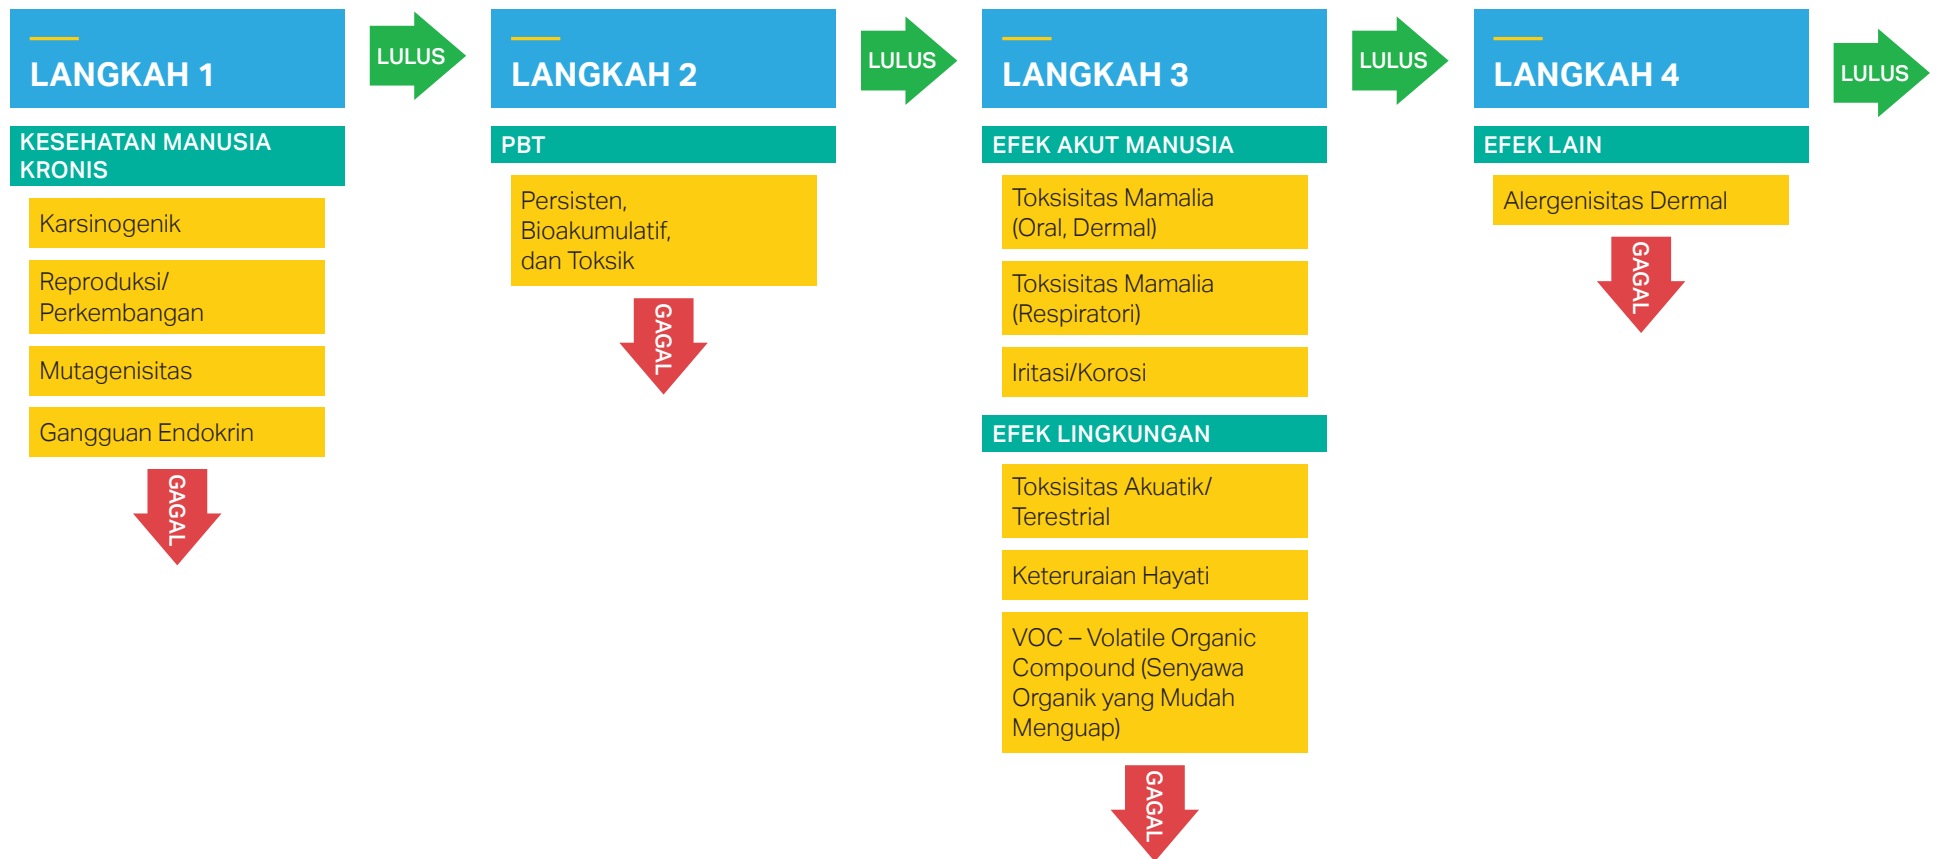 LANGKAH 1
LULUS
KESEHATAN MANUSIA
KRONIS
Karsinogenik
Reproduksi/
Perkembangan
Mutagenisitas
Gangguan Endokrin
GAGAL
LANGKAH 2
LULUS
PBT
Persisten,
Bioakumulatif,
dan Toksik
GAGAL
LANGKAH 3
LULUS
EFEK AKUT MANUSIA
Toksisitas Mamalia
(Oral, Dermal)
Toksisitas Mamalia
(Respiratori)
Iritasi/Korosi
EFEK LINGKUNGAN
Toksisitas Akuatik/
Terestrial
Keteruraian Hayati
VOC – Volatile Organic
Compound (Senyawa
Organik yang Mudah
Menguap)
GAGAL
LANGKAH 4
LULUS
EFEK LAIN
Alergenisitas Dermal
GAGAL